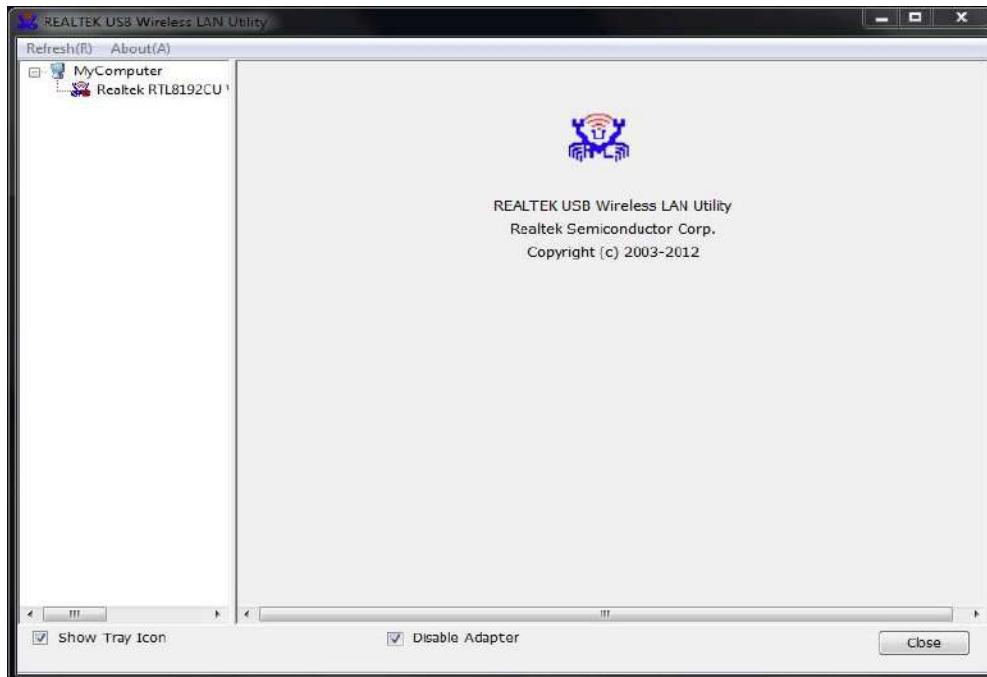 REALTEK USB Wireless LAN Utility
Refresh(R) About(A)
MyComputer
Realtek RTL8192CU
REALTEK USB Wireless LAN Utility
Realtek Semiconductor Corp.
Copyright (c) 2003-2012
Show Tray Icon
Disable Adapter
Close